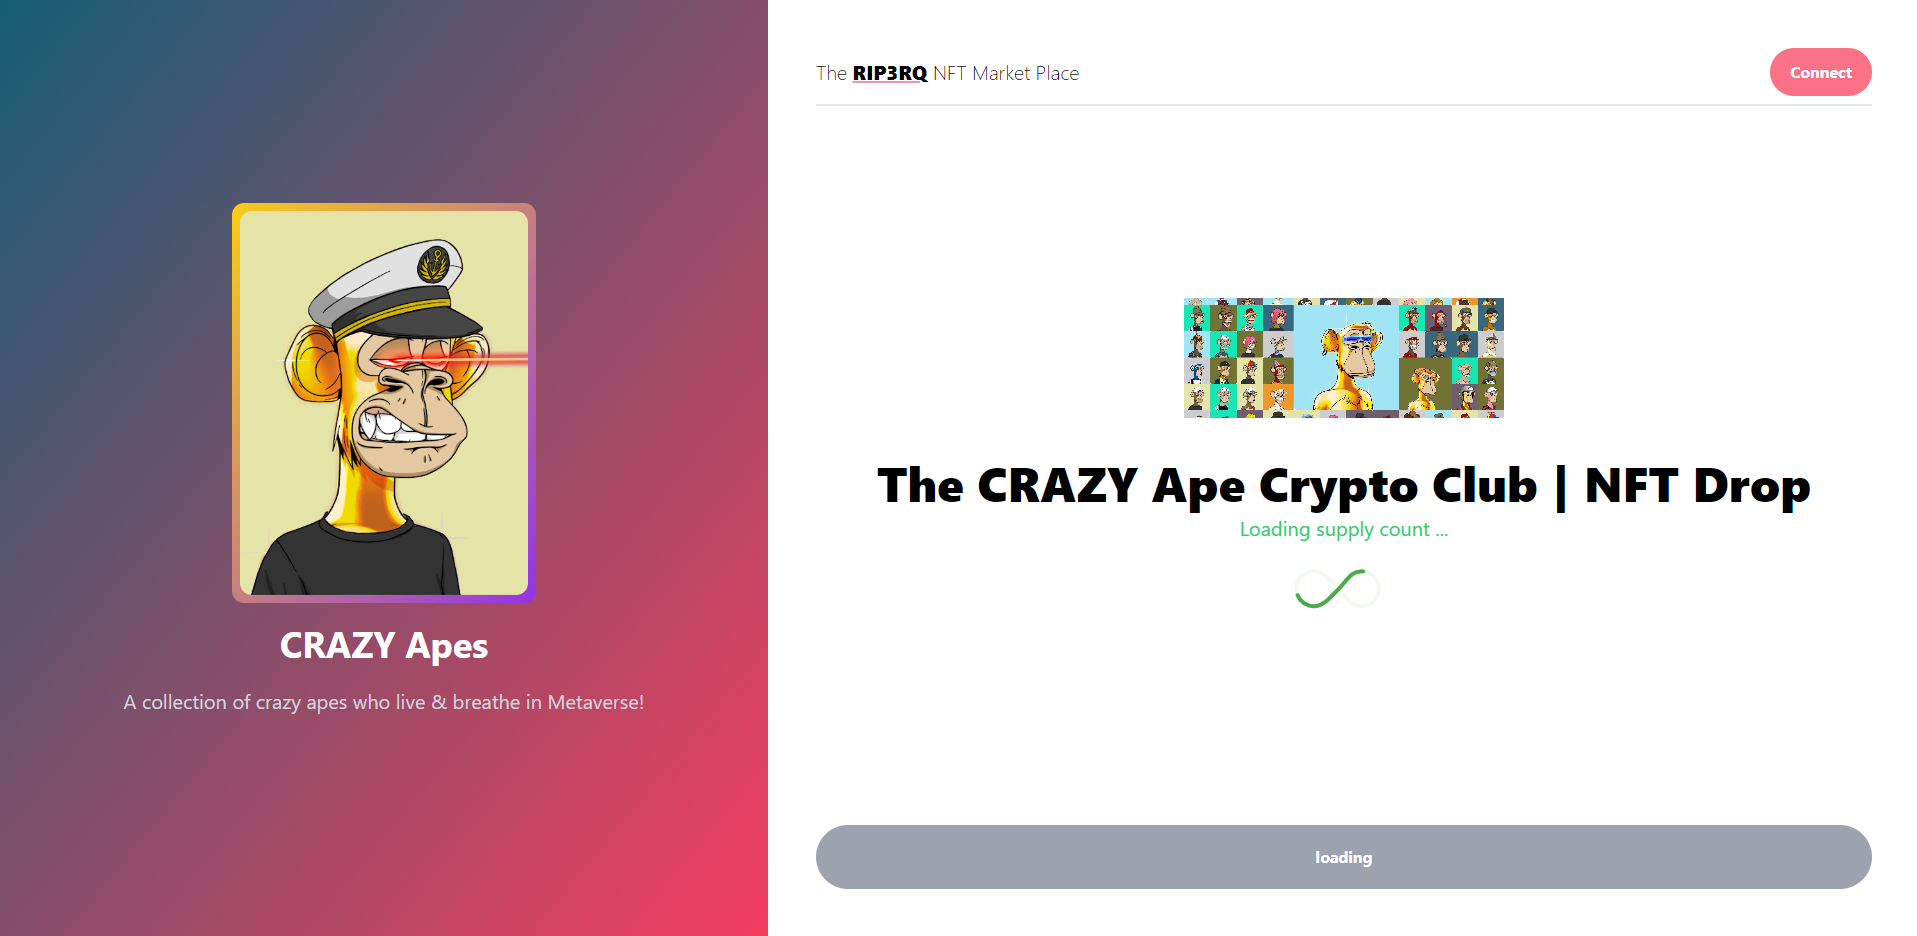 CRAZY Apes
A collection of crazy apes who live & breathe in Metaverse!
The RIP3RQ NFT Market Place
Connect
The CRAZY Ape Crypto Club | NFT Drop
Loading supply count ...
loading